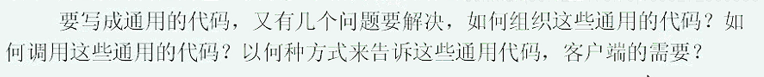 要写成通用的代码，又有几个问题要解决，如何组织这些通用的代码？如
何调用这些通用的代码？以何种方式来告诉这些通用代码，客户端的需要？